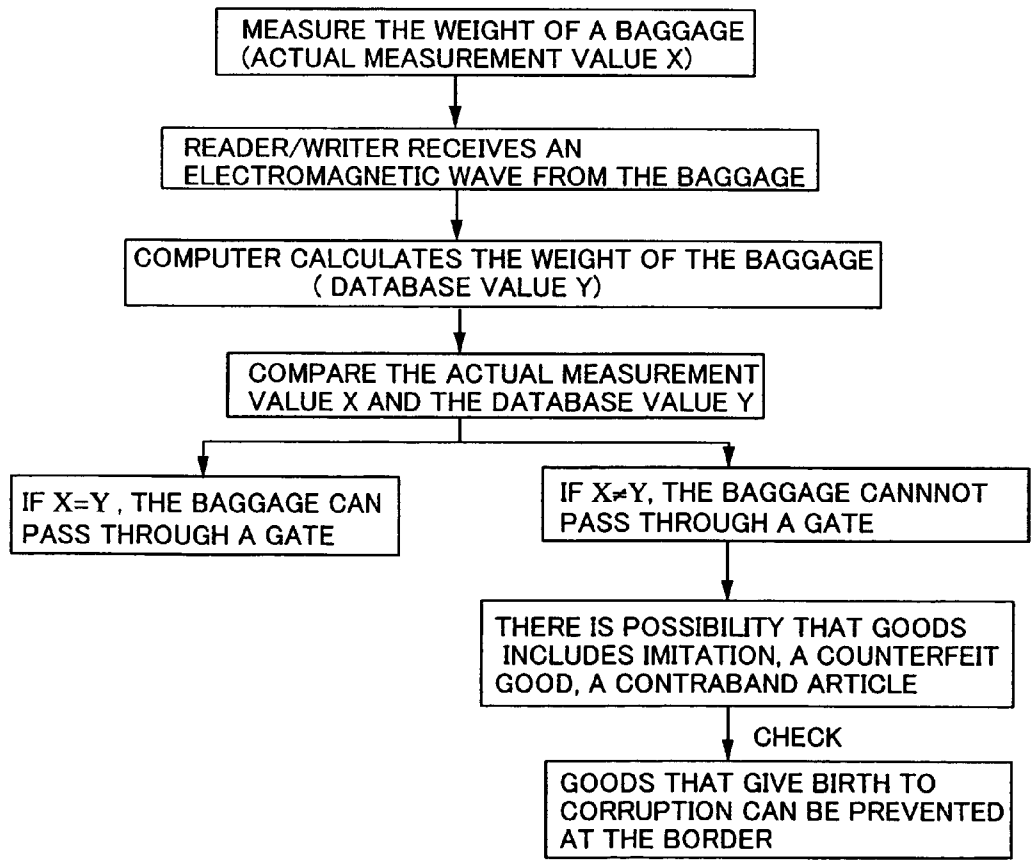 MEASURE THE WEIGHT OF A BAGGAGE
(ACTUAL MEASUREMENT VALUE X)
READER/WRITER RECEIVES AN
ELECTROMAGNETIC WAVE FROM THE BAGGAGE
COMPUTER CALCULATES THE WEIGHT OF THE BAGGAGE
( DATABASE VALUE Y)
COMPARE THE ACTUAL MEASUREMENT
VALUE X AND THE DATABASE VALUE Y
IF X=Y , THE BAGGAGE CAN
PASS THROUGH A GATE
IF X≠Y, THE BAGGAGE CANNNOT
PASS THROUGH A GATE
THERE IS POSSIBILITY THAT GOODS
INCLUDES IMITATION, A COUNTERFEIT
GOOD, A CONTRABAND ARTICLE
CHECK
GOODS THAT GIVE BIRTH TO
CORRUPTION CAN BE PREVENTED
AT THE BORDER